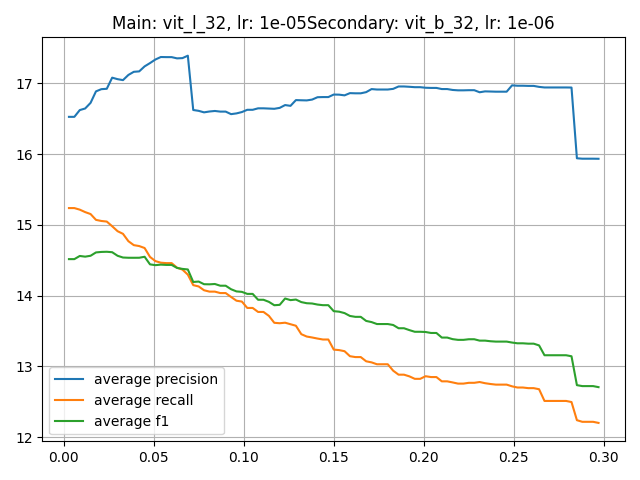 Main: vit_l_32, lr: 1e-05Secondary: vit_b_32, lr: 1e-06
17
16
15
14
13
12
average precision
average recall
average f1
0.00 0.05 0.10 0.15 0.20 0.25 0.30